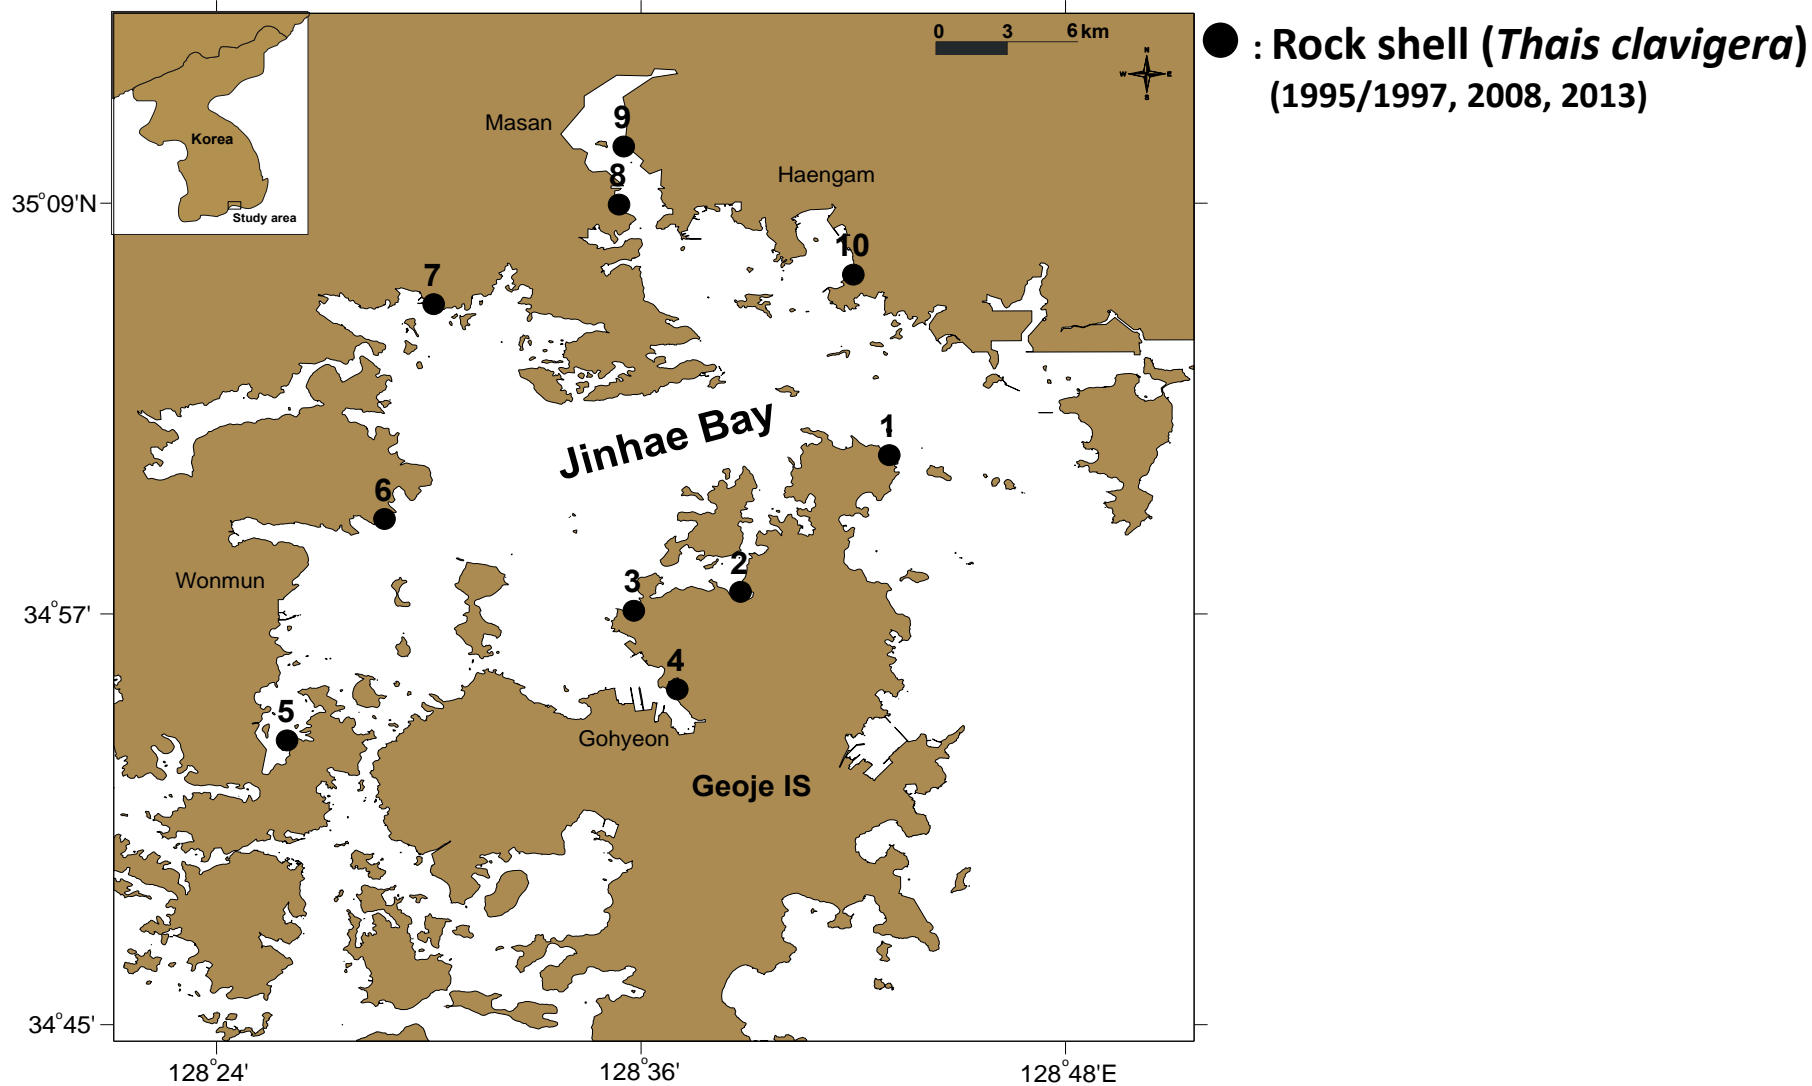 ● : Rock shell (Thais clavigera)
(1995/1997, 2008, 2013)
0 3 6 km
N
W E
S
Korea
Study area
Masan
9
8
Haengam
35°09'N
10
7
Jinhae Bay
1
6
2
Wonmun
3
34°57'
4
5
Gohyeon
Geoje IS
34°45'
128°24' 128°36' 128°48'E